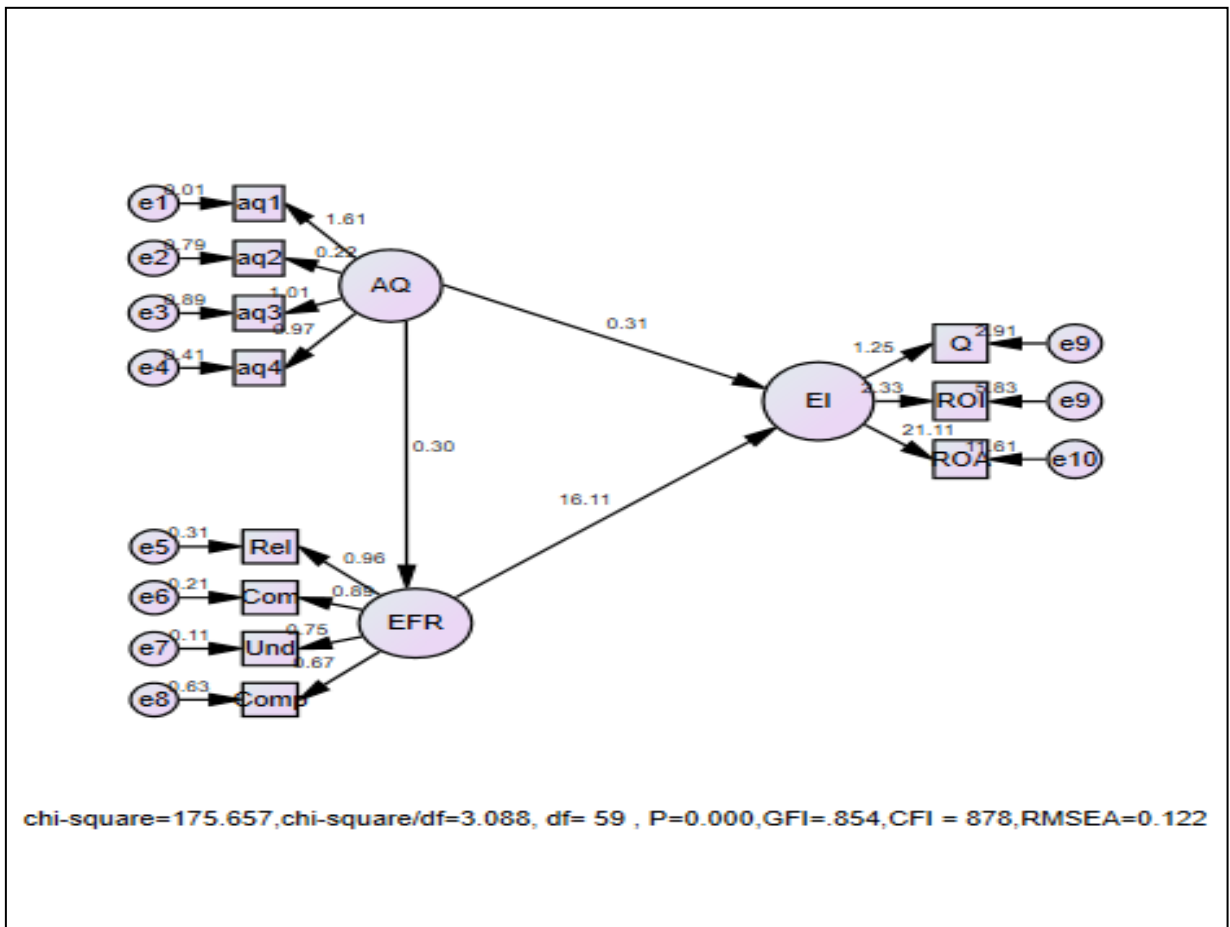 e1 0.01 aq1 1.61
e2 0.79 aq2 0.22
e3 0.89 aq3 1.01
e4 0.41 aq4 0.97
AQ
0.31
0.30
EI
1.25 Q 2.91 e9
2.33 ROI 5.83 e9
21.11 ROA 11.61 e10
16.11
e5 0.31 Rel 0.96
e6 0.21 Com 0.89
e7 0.11 Und 0.75
e8 0.63 Comp 0.67
EFR
chi-square=175.657,chi-square/df=3.088, df= 59 , P=0.000,GFI=.854,CFI = 878,RMSEA=0.122